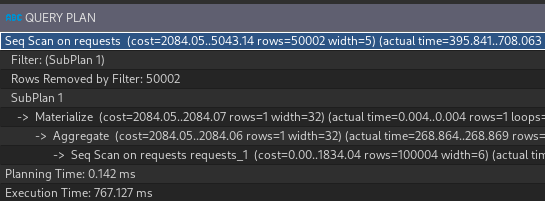 ABC QUERY PLAN
Seq Scan on requests (cost=2084.05..5043.14 rows=50002 width=5) (actual time=395.841..708.063
Filter: (SubPlan 1)
Rows Removed by Filter: 50002
SubPlan 1
-> Materialize (cost=2084.05..2084.07 rows=1 width=32) (actual time=0.004..0.004 rows=1 loops=
-> Aggregate (cost=2084.05..2084.06 rows=1 width=32) (actual time=268.864..268.869 rows=
-> Seq Scan on requests requests_1 (cost=0.00..1834.04 rows=100004 width=6) (actual tim
Planning Time: 0.142 ms
Execution Time: 767.127 ms